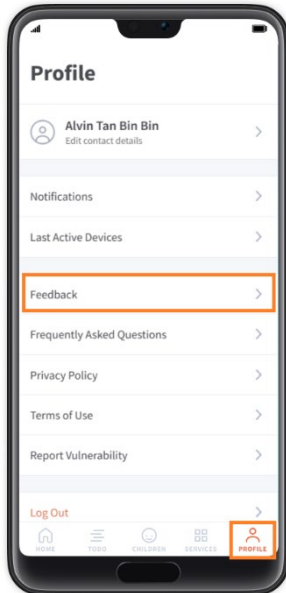 Profile
Alvin Tan Bin Bin
Edit contact details
Notifications
Last Active Devices
Feedback
Frequently Asked Questions
Privacy Policy
Terms of Use
Report Vulnerability
Log Out
HOME TODO CHILDREN SERVICES PROFILE